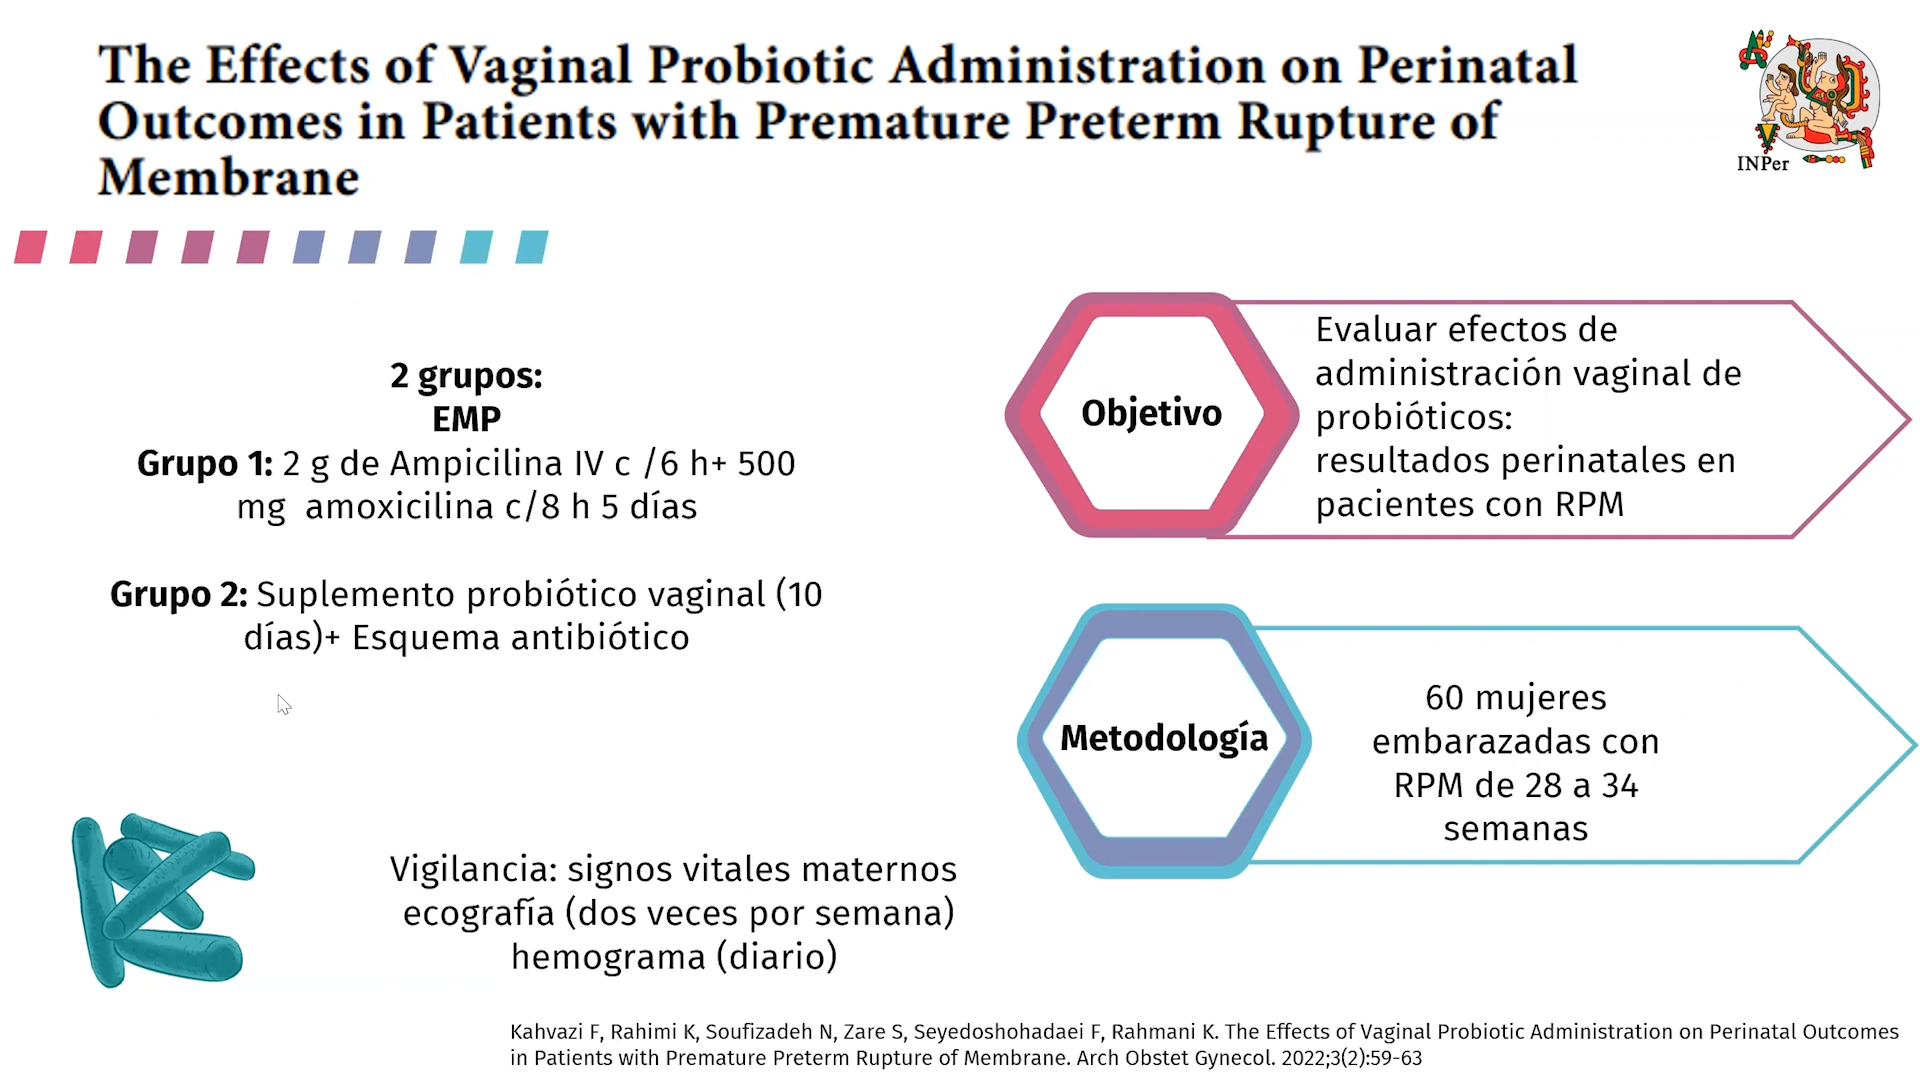 The Effects of Vaginal Probiotic Administration on Perinatal
Outcomes in Patients with Premature Preterm Rupture of
Membrane
INPer
2 grupos:
EMP
Grupo 1: 2 g de Ampicilina IV c /6 h+ 500
mg amoxicilina c/8 h 5 días
Grupo 2: Suplemento probiótico vaginal (10
días)+ Esquema antibiótico
Objetivo
Evaluar efectos de
administración vaginal de
probióticos:
resultados perinatales en
pacientes con RPM
Metodología
60 mujeres
embarazadas con
RPM de 28 a 34
semanas
Vigilancia: signos vitales maternos
ecografía (dos veces por semana)
hemograma (diario)
Kahvazi F, Rahimi K, Soufizadeh N, Zare S, Seyedoshohadaei F, Rahmani K. The Effects of Vaginal Probiotic Administration on Perinatal Outcomes
in Patients with Premature Preterm Rupture of Membrane. Arch Obstet Gynecol. 2022;3(2):59-63